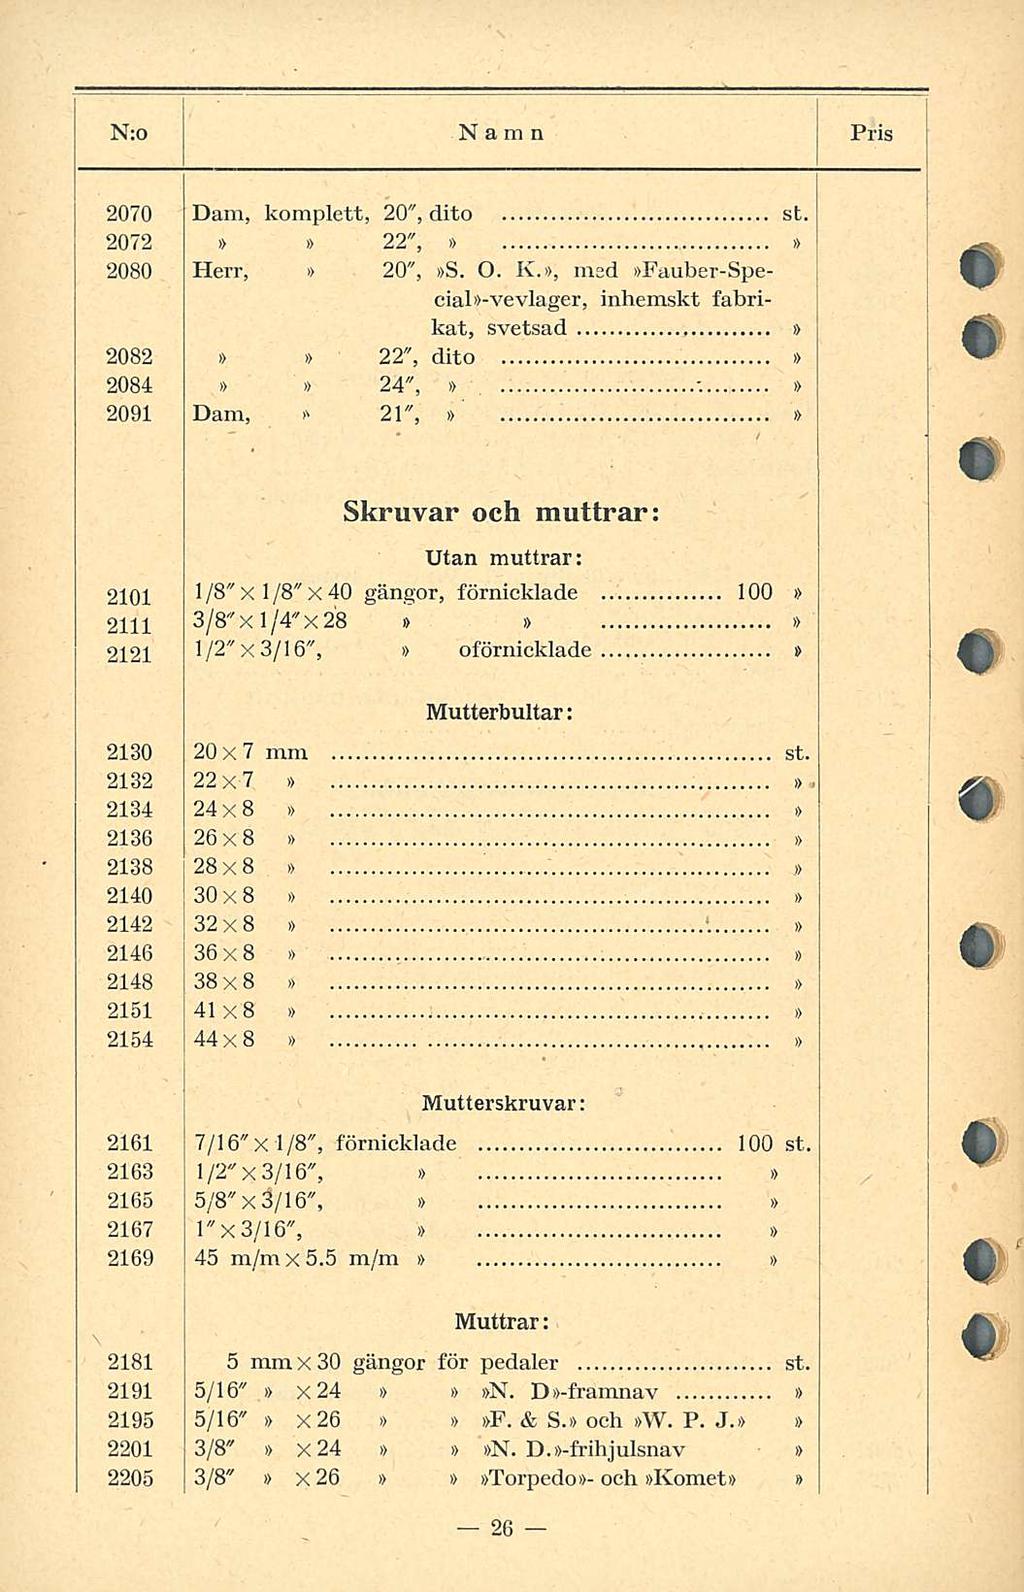 N:o Namn Pris
2070 Dam, komplett, 20", dito .............................. st.
2072 » » 22", » .............................. »
2080 Herr, » 20", »S. O. K.», med »Fauber-Spe-
cial»-vevlager, inhemskt fabri-
kat, svetsad ...................... »
2082 » » 22", dito .............................. »
2084 » » 24", » .............................. »
2091 Dam, » 21", » .............................. »
Skruvar och muttrar:
Utan muttrar:
2101 1/8" x 1/8" x 40 gängor, förnicklade .............. 100 »
2111 3/8" x 1/4" x 28 » » .................... »
2121 1/2" x 3/16", » oförnicklade .................... »
Mutterbultar:
2130 20 x 7 mm .................................................. st.
2132 22 x 7 » .................................................. »
2134 24 x 8 » .................................................. »
2136 26 x 8 » .................................................. »
2138 28 x 8 » .................................................. »
2140 30 x 8 » .................................................. »
2142 32 x 8 » .................................................. »
2146 36 x 8 » .................................................. »
2148 38 x 8 » .................................................. »
2151 41 x 8 » .................................................. »
2154 44 x 8 » .................................................. »
Mutterskruvar:
2161 7/16" x 1/8", förnicklade ............................ 100 st.
2163 1/2" x 3/16", » ............................ »
2165 5/8" x 3/16", » ............................ »
2167 1" x 3/16", » ............................ »
2169 45 m/m x 5.5 m/m » ............................ »
Muttrar:
2181 5 mm x 30 gängor för pedaler ...................... st.
2191 5/16" » x 24 » » »N. D»-framnav ............ »
2195 5/16" » x 26 » » »F. & S.» och »W. P. J.» »
2201 3/8" » x 24 » » »N. D.»-frihjulsnav »
2205 3/8" » x 26 » » »Torpedo»- och »Komet» »
— 26 —